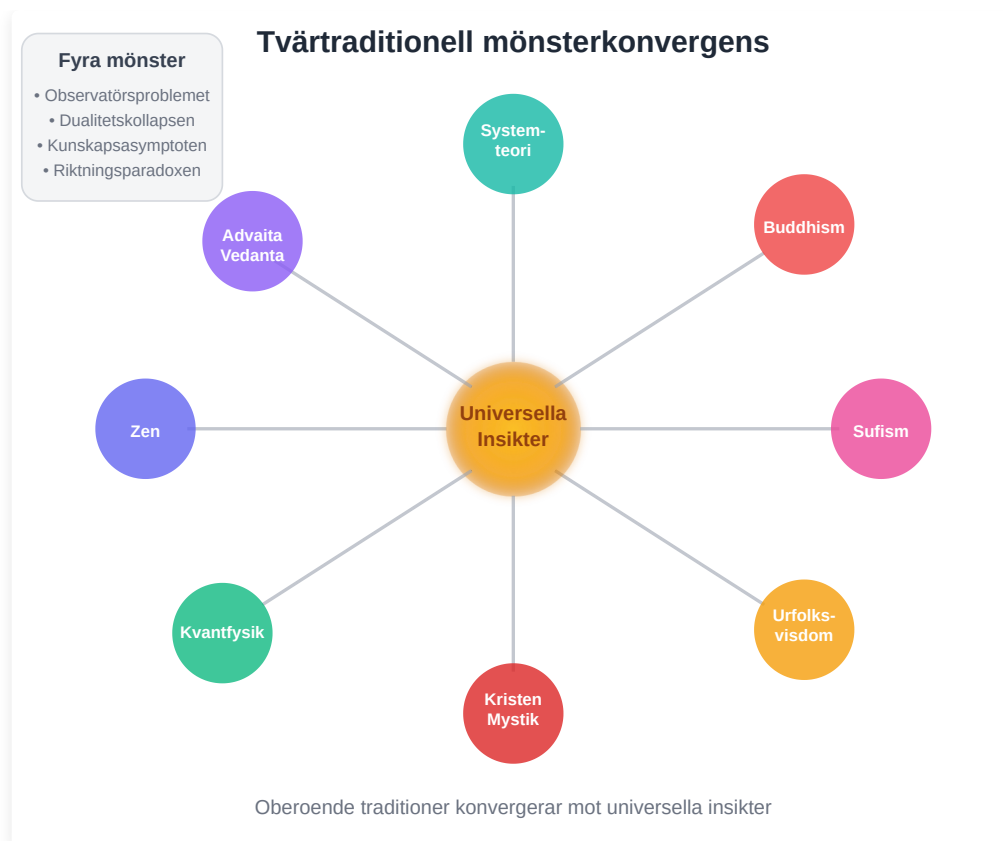 Tvärtraditionell mönsterkonvergens
Fyra mönster
• Observatörsproblemet
• Dualitetskollapsen
• Kunskapsasymptoten
• Riktningsparadoxen
System-
teori
Buddhism
Advaita
Vedanta
Universella
Insikter
Zen
Sufism
Kvantfysik
Urfolks-
visdom
Kristen
Mystik
Oberoende traditioner konvergerar mot universella insikter